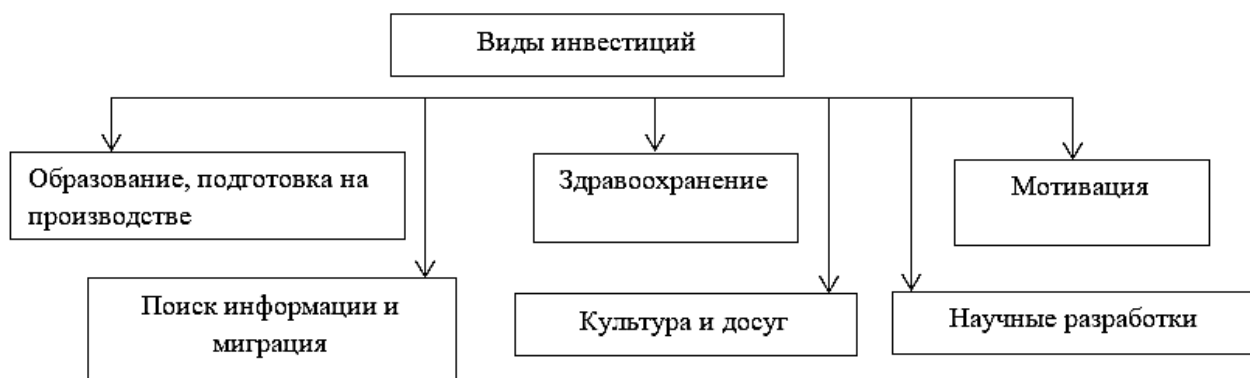 Виды инвестиций
Образование, подготовка на
производстве
Здравоохранение
Мотивация
Поиск информации и
миграция
Культура и досуг
Научные разработки